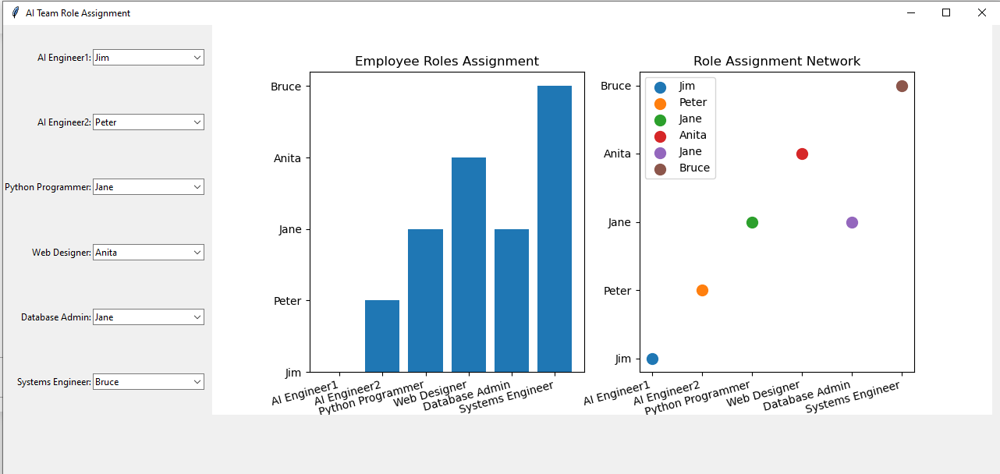 AI Team Role Assignment
AI Engineer1: Jim
AI Engineer2: Peter
Python Programmer: Jane
Web Designer: Anita
Database Admin: Jane
Systems Engineer: Bruce
Employee Roles Assignment
Bruce
Anita
Jane
Peter
Jim
AI Engineer1
AI Engineer2
Python Programmer
Web Designer
Database Admin
Systems Engineer
Role Assignment Network
Bruce
Anita
Jane
Peter
Jim
Jim
Peter
Jane
Anita
Jane
Bruce
AI Engineer1
AI Engineer2
Python Programmer
Web Designer
Database Admin
Systems Engineer